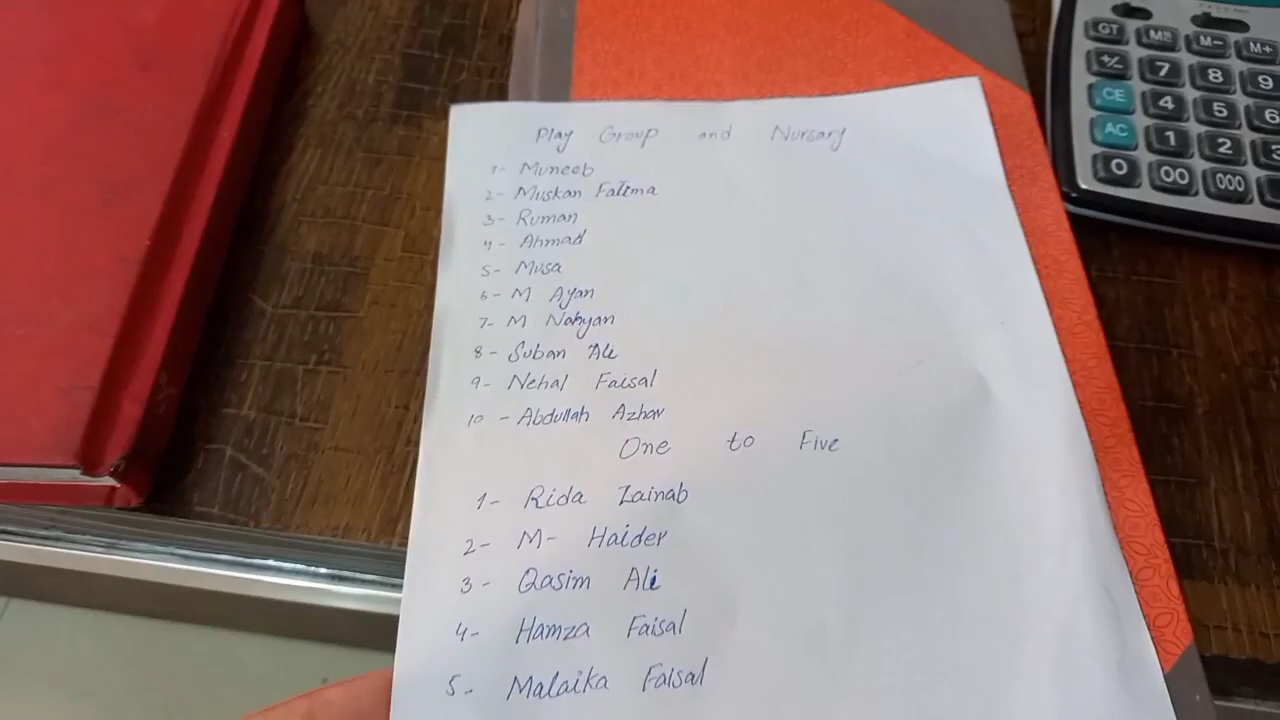 Play Group and Nursary
1- Muneeb
2- Muskan Fatima
3- Ruman
4- Ahmad
5- Musa
6- M Ayan
7- M Nahyan
8- Suban Ali
9- Nehal Faisal
10 - Abdullah Azhar
One to Five
1- Rida Zainab
2- M- Haider
3- Qasim Ali
4- Hamza Faisal
5- Malaika Faisal
GT MS M- M+
+/- 7 8 9
CE 4 5 6
AC 1 2 3
0 00 000